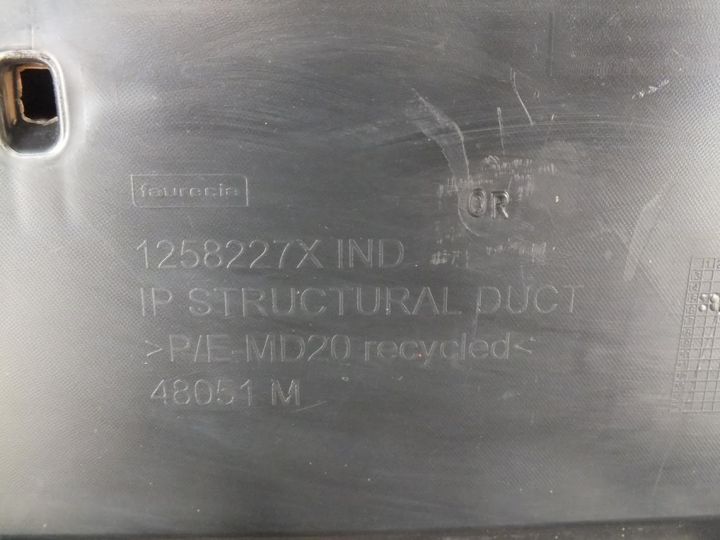 faurecia
0R
1258227X IND
IP STRUCTURAL DUCT
>P/E-MD20 recycled<
48051 M